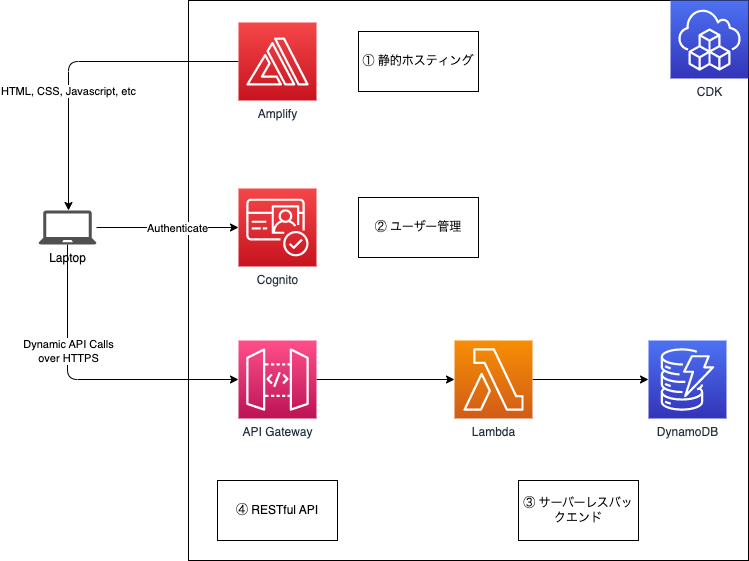 ① 静的ホスティング
CDK
HTML, CSS, Javascript, etc
Amplify
Authenticate
② ユーザー管理
Laptop
Cognito
Dynamic API Calls
over HTTPS
</>
API Gateway
Lambda
DynamoDB
④ RESTful API
③ サーバーレスバッ
クエンド